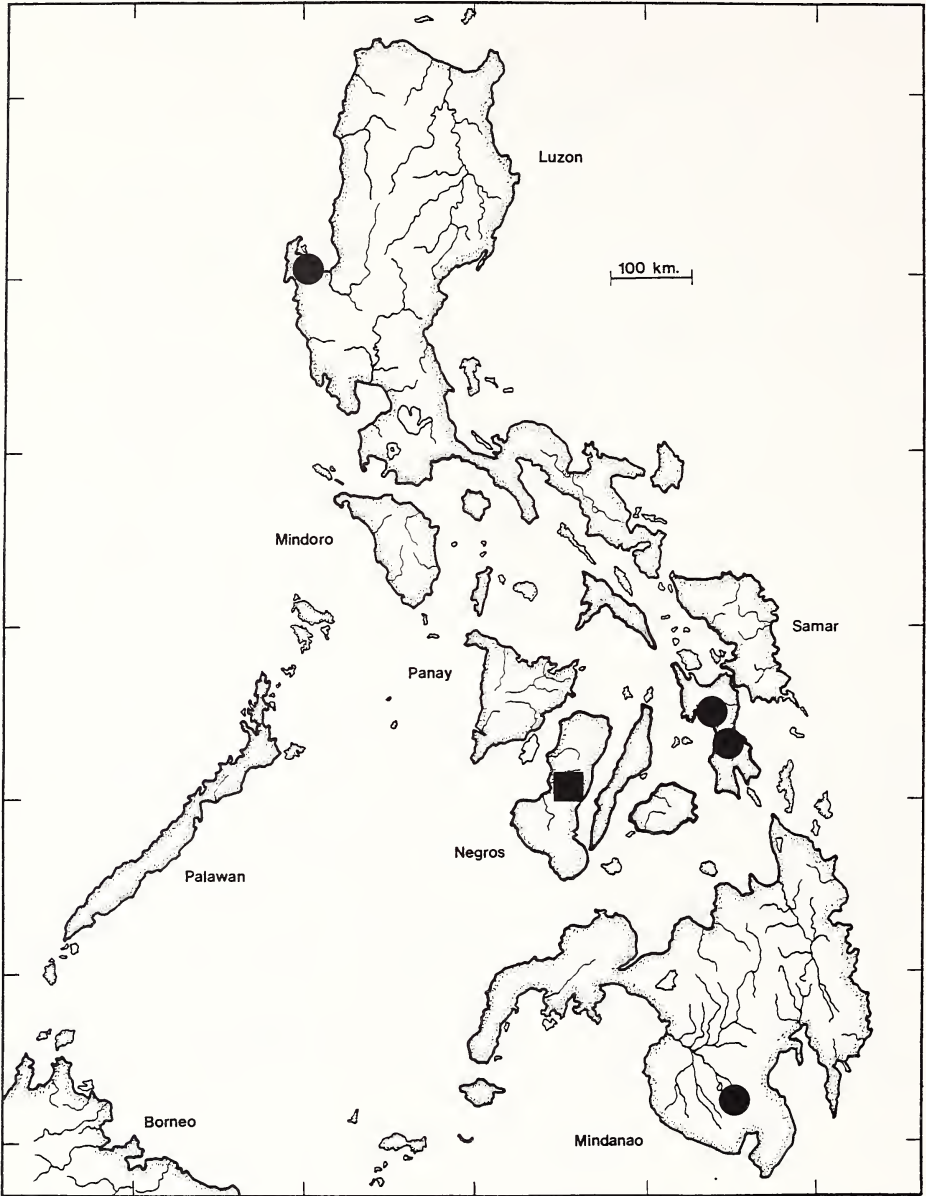 Luzon
100 km.
Mindoro
Samar
Panay
Negros
Palawan
Borneo
Mindanao